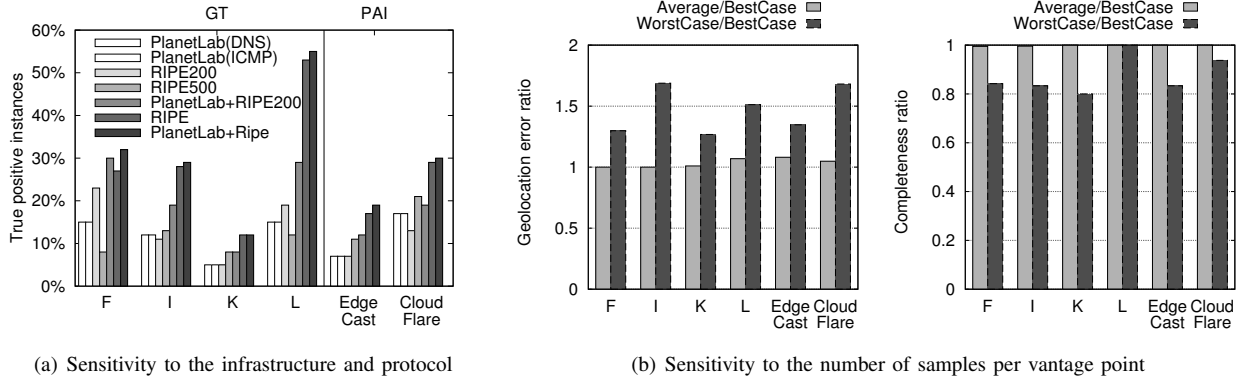 GT PAI
60%
50%
40%
30%
20%
10%
0%
True positive instances
PlanetLab(DNS)
PlanetLab(ICMP)
RIPE200
RIPE500
PlanetLab+RIPE200
RIPE
PlanetLab+Ripe
F I K L Edge Cloud
Cast Flare
(a) Sensitivity to the infrastructure and protocol
Average/BestCase
WorstCase/BestCase
2
1.5
1
0.5
0
Geolocation error ratio
F I K L Edge Cloud
Cast Flare
Average/BestCase
WorstCase/BestCase
1
0.8
0.6
0.4
0.2
0
Completeness ratio
F I K L Edge Cloud
Cast Flare
(b) Sensitivity to the number of samples per vantage point